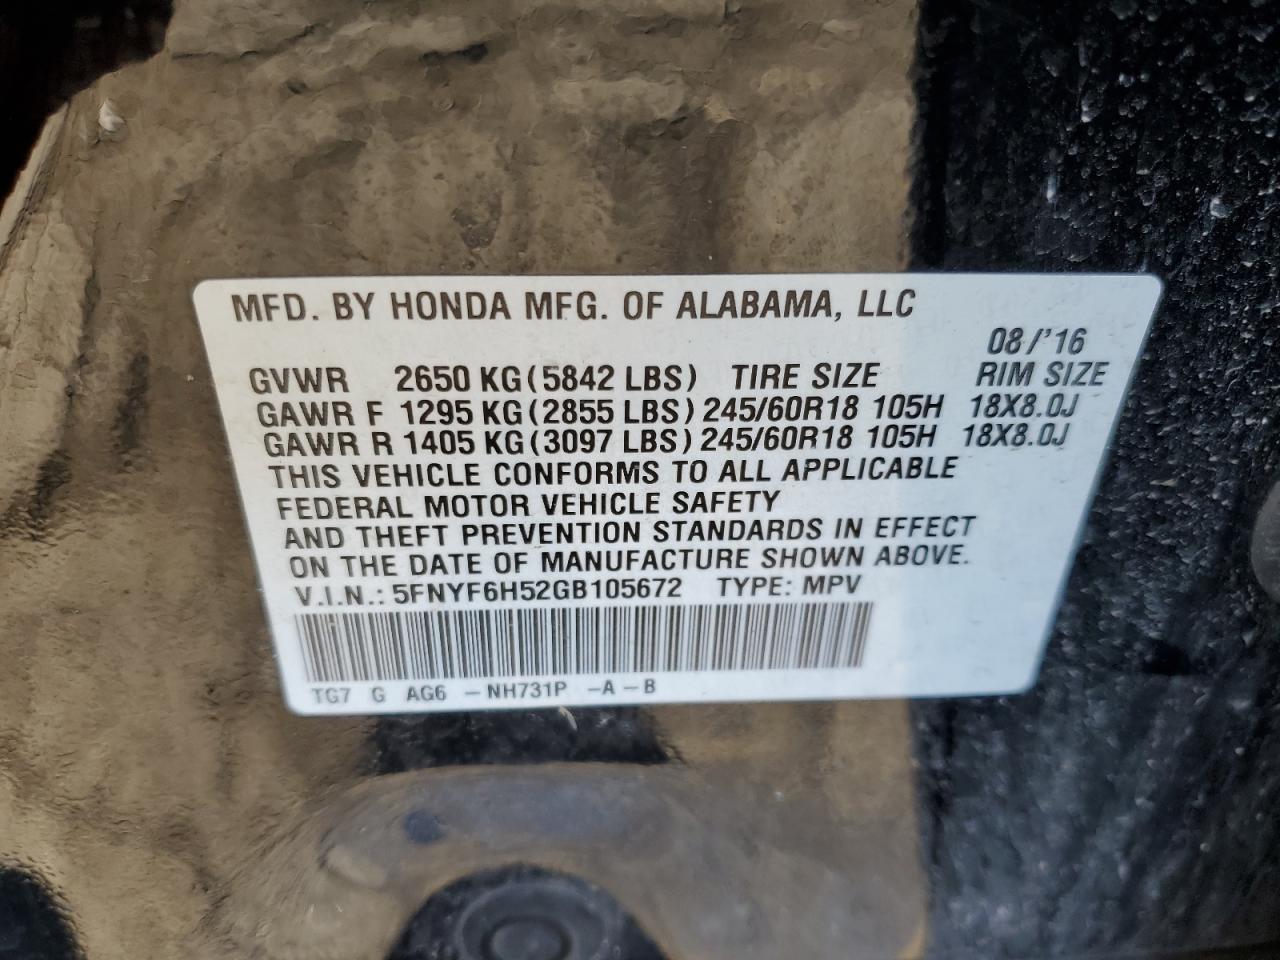 MFD. BY HONDA MFG. OF ALABAMA, LLC
08/'16
GVWR 2650 KG (5842 LBS) TIRE SIZE RIM SIZE
GAWR F 1295 KG (2855 LBS) 245/60R18 105H 18X8.0J
GAWR R 1405 KG (3097 LBS) 245/60R18 105H 18X8.0J
THIS VEHICLE CONFORMS TO ALL APPLICABLE
FEDERAL MOTOR VEHICLE SAFETY
AND THEFT PREVENTION STANDARDS IN EFFECT
ON THE DATE OF MANUFACTURE SHOWN ABOVE.
V.I.N.: 5FNYF6H52GB105672 TYPE: MPV
TG7 G AG6 -NH731P -A-B